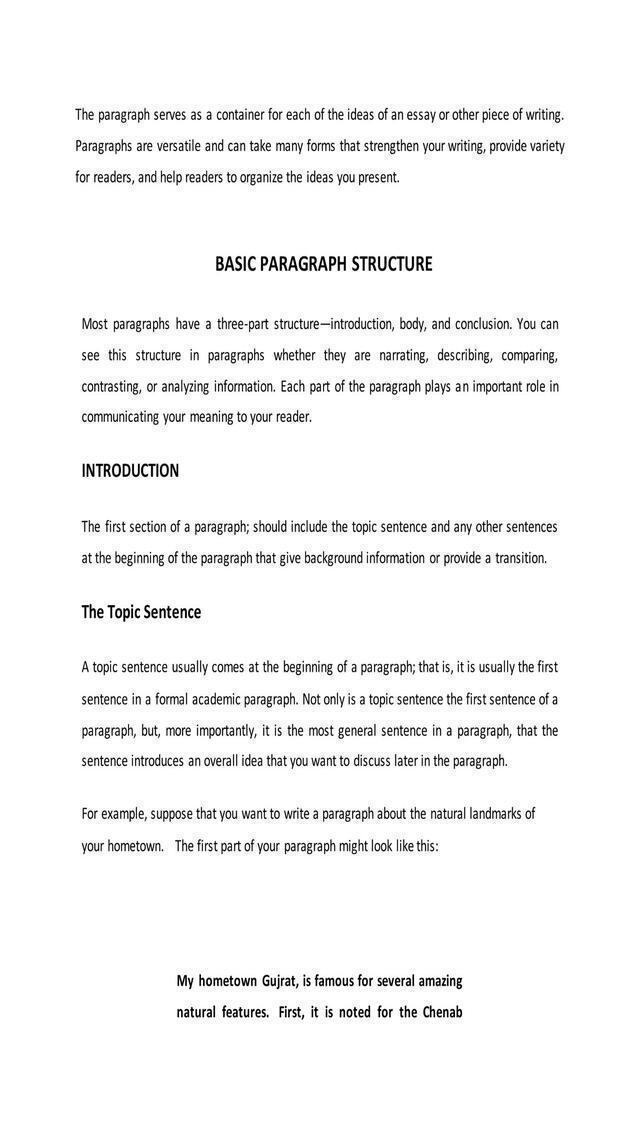 The paragraph serves as a container for each of the ideas of an essay or other piece of writing.
Paragraphs are versatile and can take many forms that strengthen your writing, provide variety
for readers, and help readers to organize the ideas you present.
BASIC PARAGRAPH STRUCTURE
Most paragraphs have a three-part structure—introduction, body, and conclusion. You can
see this structure in paragraphs whether they are narrating, describing, comparing,
contrasting, or analyzing information. Each part of the paragraph plays an important role in
communicating your meaning to your reader.
INTRODUCTION
The first section of a paragraph; should include the topic sentence and any other sentences
at the beginning of the paragraph that give background information or provide a transition.
The Topic Sentence
A topic sentence usually comes at the beginning of a paragraph; that is, it is usually the first
sentence in a formal academic paragraph. Not only is a topic sentence the first sentence of a
paragraph, but, more importantly, it is the most general sentence in a paragraph, that the
sentence introduces an overall idea that you want to discuss later in the paragraph.
For example, suppose that you want to write a paragraph about the natural landmarks of
your hometown. The first part of your paragraph might look like this:
My hometown Gujrat, is famous for several amazing
natural features. First, it is noted for the Chenab